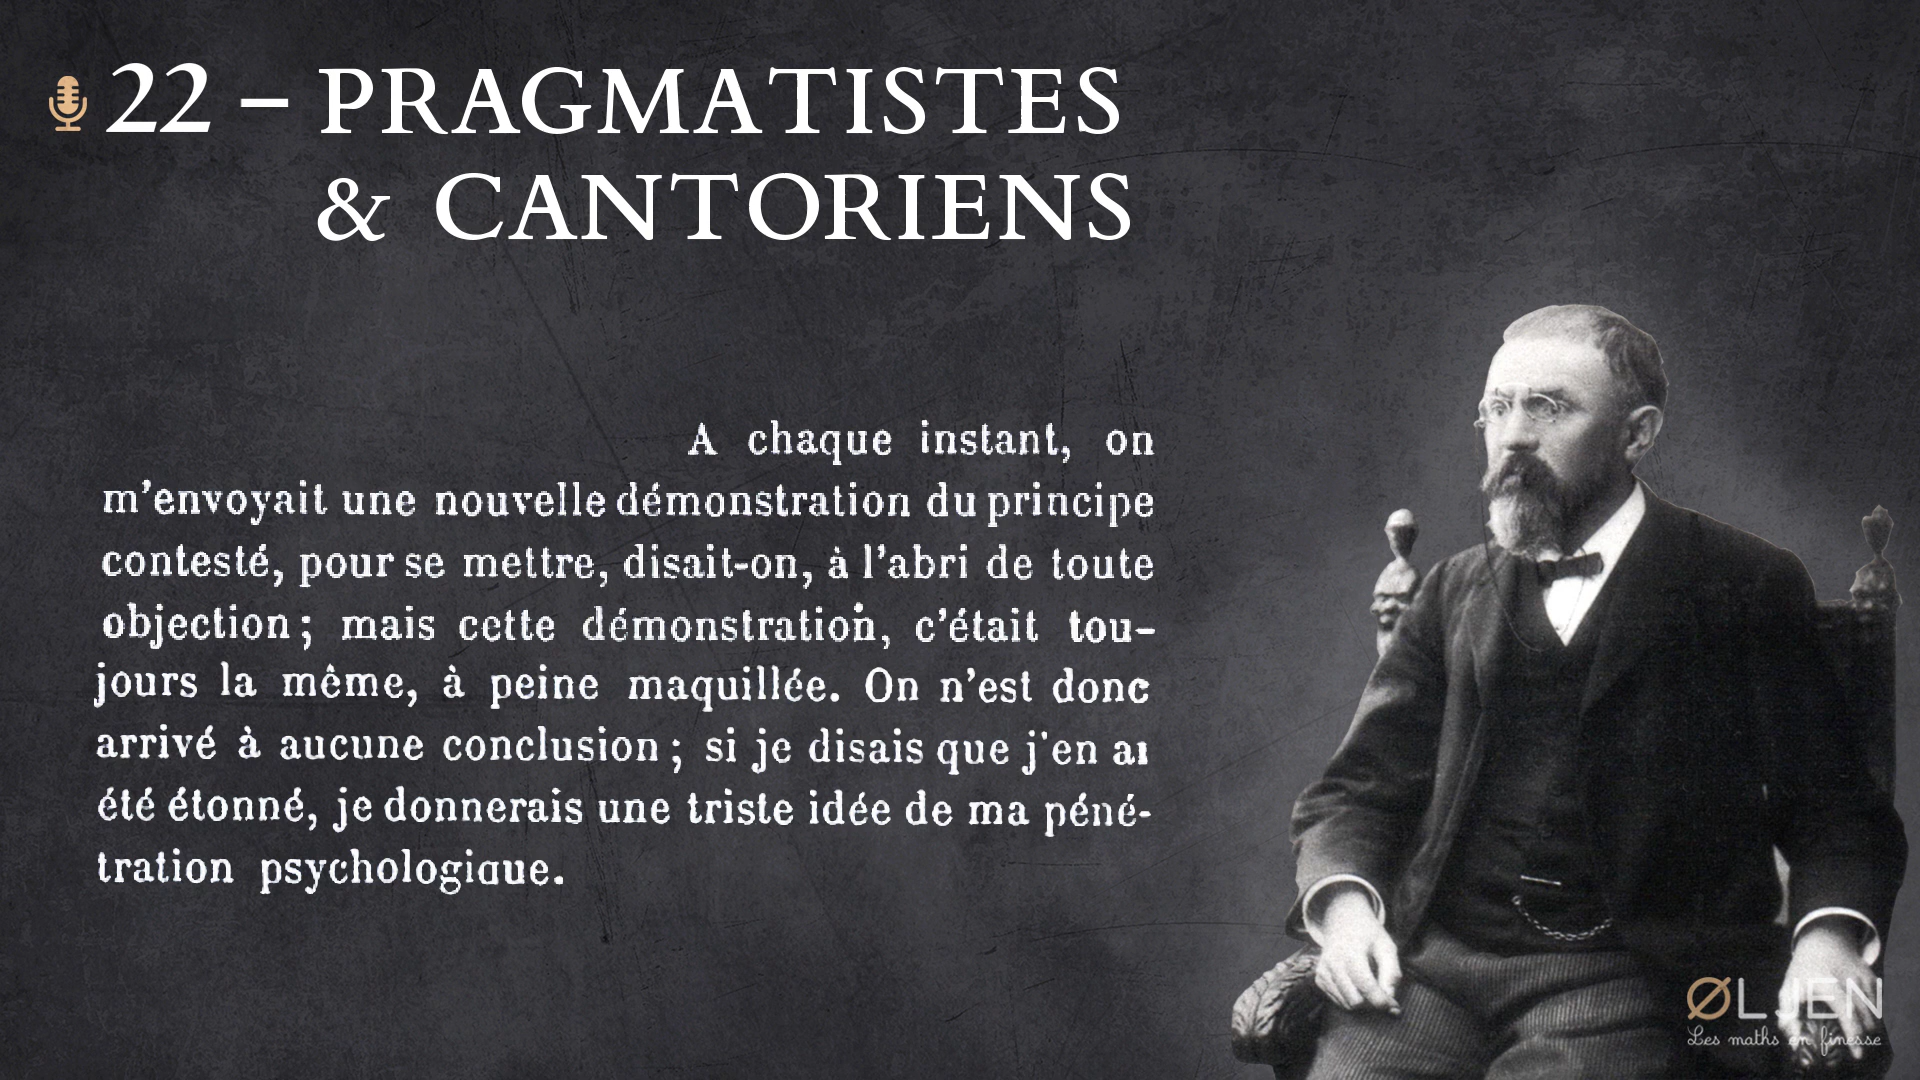 22 – PRAGMATISTES
& CANTORIENS
A chaque instant, on
m'envoyait une nouvelle démonstration du principe
contesté, pour se mettre, disait-on, à l'abri de toute
objection; mais cette démonstration, c'était tou-
jours la même, à peine maquillée. On n'est donc
arrivé à aucune conclusion; si je disais que j'en ai
été étonné, je donnerais une triste idée de ma péné-
tration psychologique.
ØLJEN
Les maths en finesse